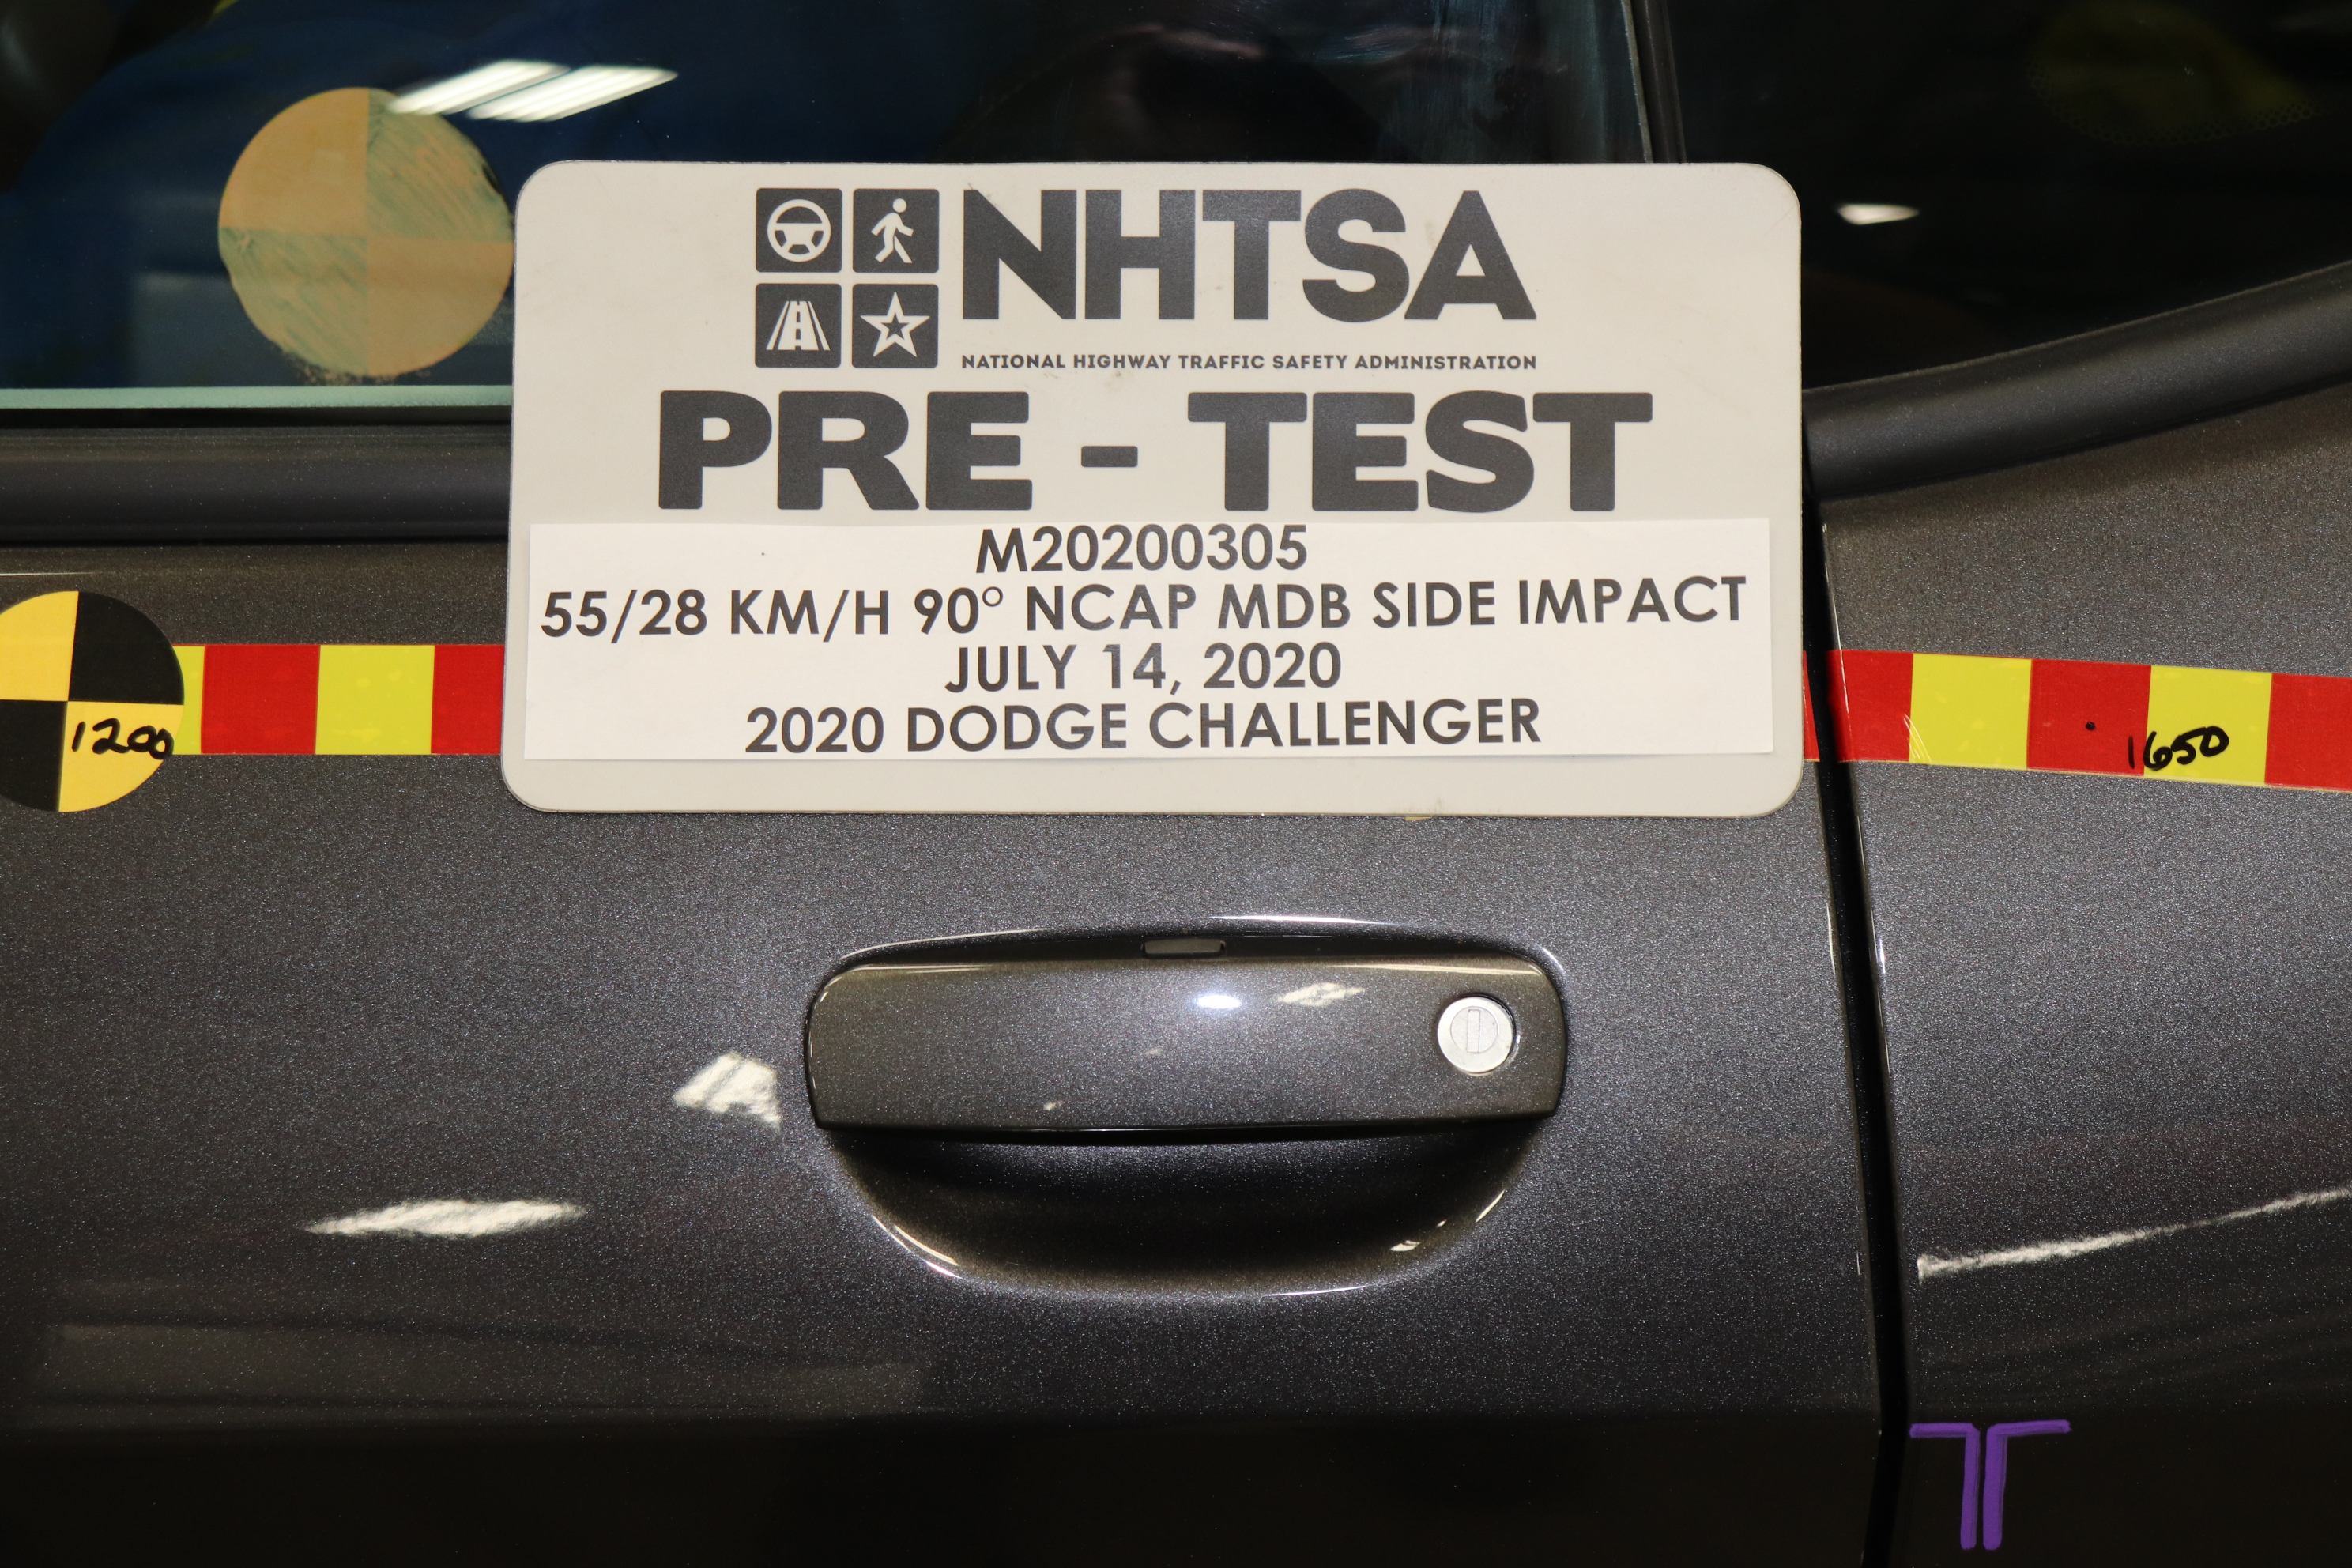 NHTSA
NATIONAL HIGHWAY TRAFFIC SAFETY ADMINISTRATION
PRE - TEST
M20200305
55/28 KM/H 90° NCAP MDB SIDE IMPACT
JULY 14, 2020
2020 DODGE CHALLENGER
1200
1650